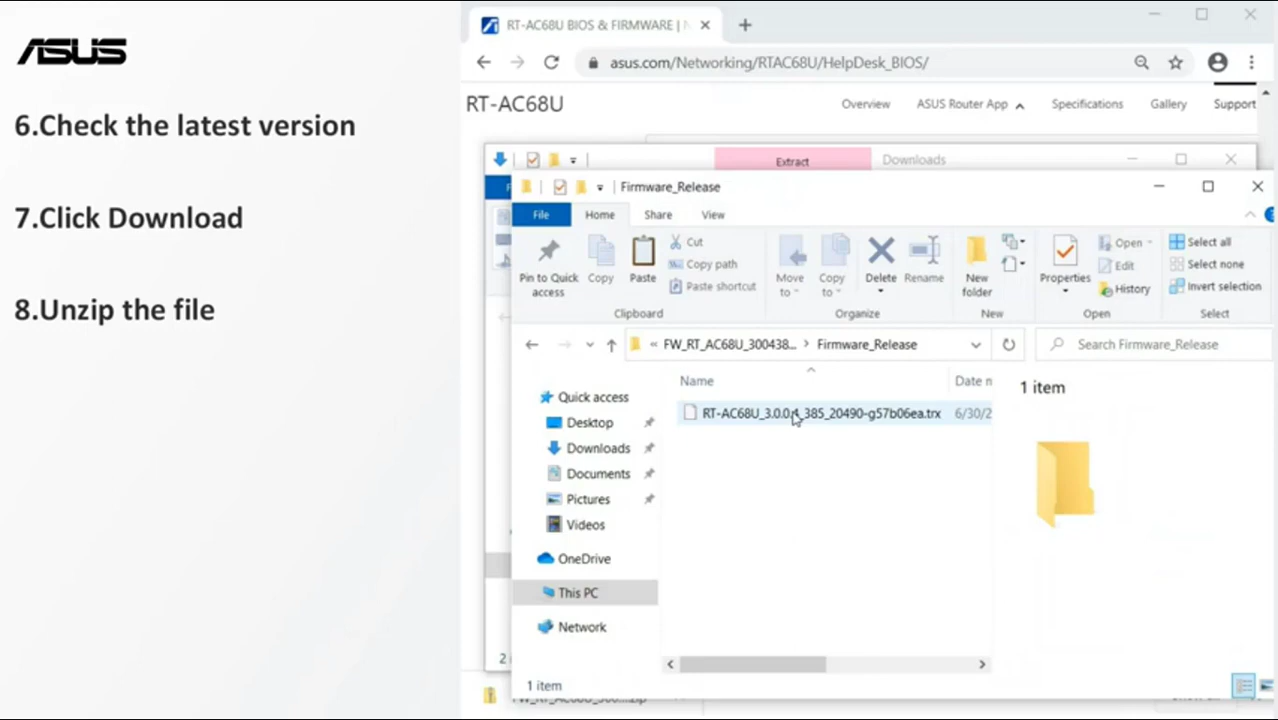 ASUS
6.Check the latest version
7.Click Download
8.Unzip the file
RT-AC68U BIOS & FIRMWARE |
asus.com/Networking/RTAC68U/HelpDesk_BIOS/
RT-AC68U
Overview
ASUS Router App
Specifications
Gallery
Support
Extract
Downloads
Firmware_Release
File
Home
Share
View
Pin to Quick access
Copy
Paste
Cut
Copy path
Paste shortcut
Move to
Copy to
Delete
Rename
New folder
Properties
Open
Edit
History
Select all
Select none
Invert selection
Clipboard
Organize
New
Open
Select
« FW_RT_AC68U_300438... > Firmware_Release
Search Firmware_Release
Name
Date
1 item
RT-AC68U_3.0.0.4_385_20490-g57b06ea.trx
6/30/2
Quick access
Desktop
Downloads
Documents
Pictures
Videos
OneDrive
This PC
Network
1 item